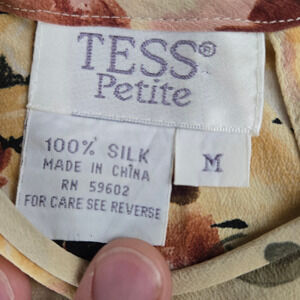 TESS®
Petite
100% SILK
MADE IN CHINA
RN 59602
FOR CARE SEE REVERSE
M